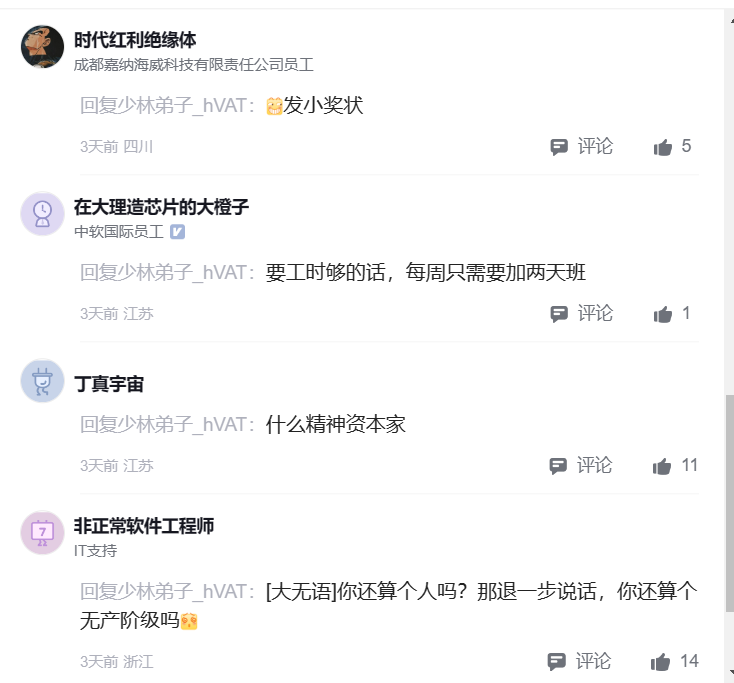 时代红利绝缘体
成都嘉纳海威科技有限责任公司员工
回复少林弟子_hVAT：发小奖状
3天前 四川 评论 5
在大理造芯片的大橙子
中软国际员工
回复少林弟子_hVAT：要工时够的话，每周只需要加两天班
3天前 江苏 评论 1
丁真宇宙
回复少林弟子_hVAT：什么精神资本家
3天前 江苏 评论 11
7
非正常软件工程师
IT支持
回复少林弟子_hVAT：[大无语]你还算个人吗？那退一步说话，你还算个
无产阶级吗
3天前 浙江 评论 14